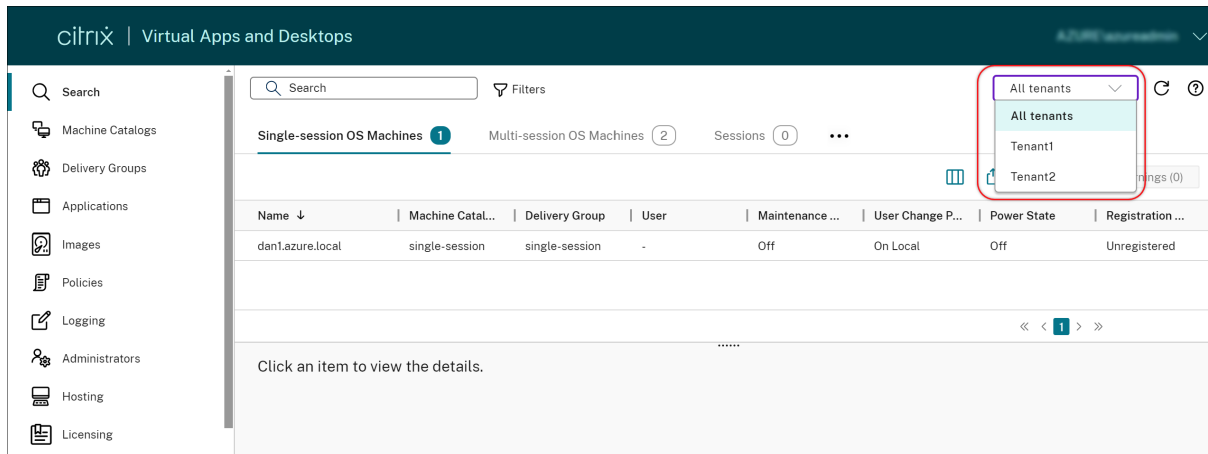 citrix | Virtual Apps and Desktops
Search
Machine Catalogs
Delivery Groups
Applications
Images
Policies
Logging
Administrators
Hosting
Licensing
Search
Filters
All tenants
All tenants
Tenant1
Tenant2
Single-session OS Machines 1 Multi-session OS Machines 2 Sessions 0 •••
(0)
Name ↓ Machine Catal... Delivery Group User Maintenance ... User Change P... Power State Registration ...
dan1.azure.local single-session single-session - Off On Local Off Unregistered
« < 1 > »
Click an item to view the details.